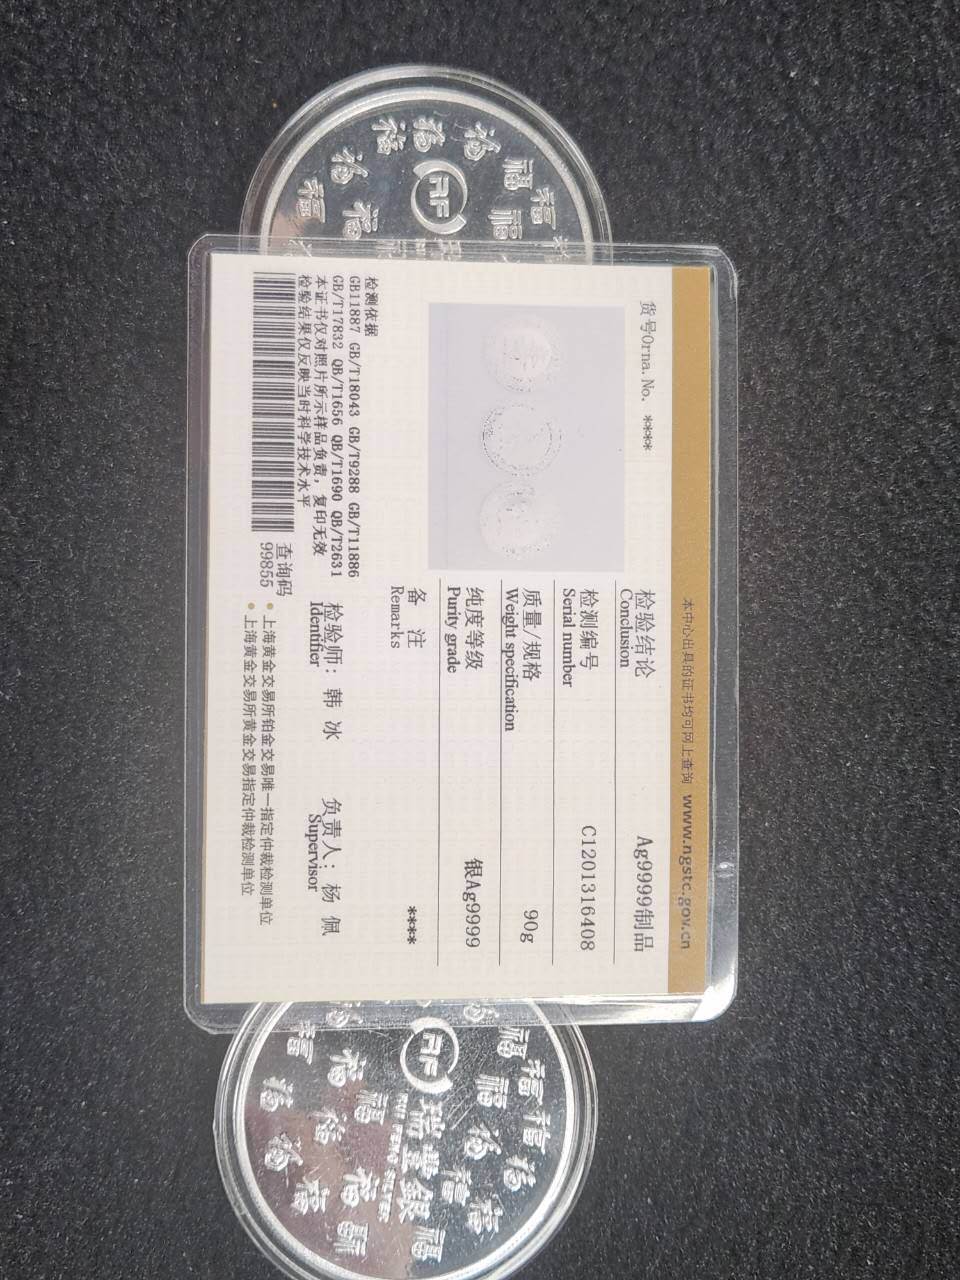 本中心出具的证书均可网上查询 www.ngstc.gov.cn
货号Orna. No. ****
检验结论 Ag9999制品
Conclusion
检测编号 C1201316408
Serial number
质量/规格 90g
Weight specification
纯度等级 银Ag9999
Purity grade
备 注 ****
Remarks
检测依据
GB11887 GB/T18043 GB/T9288 GB/T11886
GB/T17832 QB/T1656 QB/T1690 QB/T2631
本证书仅对照片所示样品负责，复印无效
检验结果仅反映当时科学技术水平
检验师：韩 冰 负责人：杨 佩
Identifier Supervisor
查询码
99855
• 上海黄金交易所铂金交易唯一指定仲裁检测单位
• 上海黄金交易所黄金交易指定仲裁检测单位
福 福 福 福 福 福 福 福 福